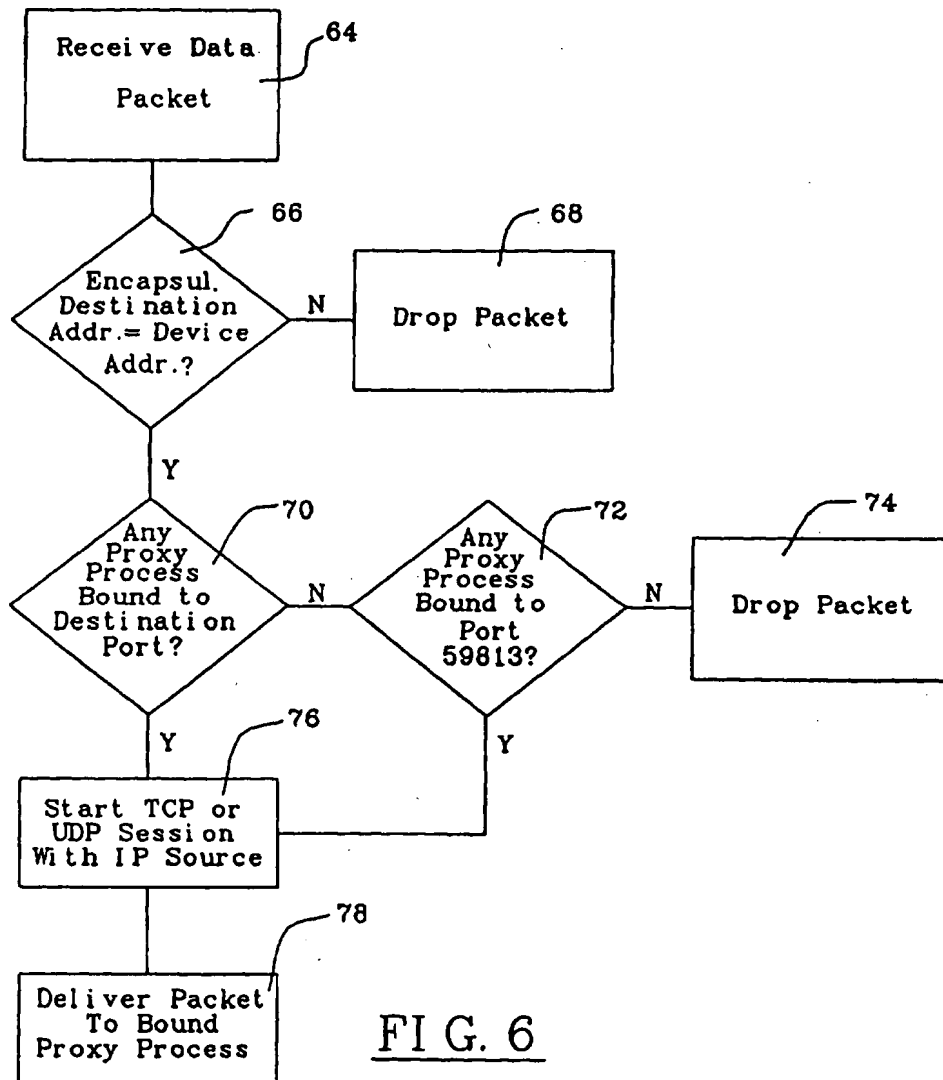 Receive Data
Packet
64
66
Encapsul.
Destination
Addr.= Device
Addr.?
N
68
Drop Packet
Y
70
Any
Proxy
Process
Bound to
Destination
Port?
N
72
Any
Proxy
Process
Bound to
Port
59813?
N
74
Drop Packet
Y
Y
76
Start TCP or
UDP Session
With IP Source
78
Deliver Packet
To Bound
Proxy Process
FIG. 6